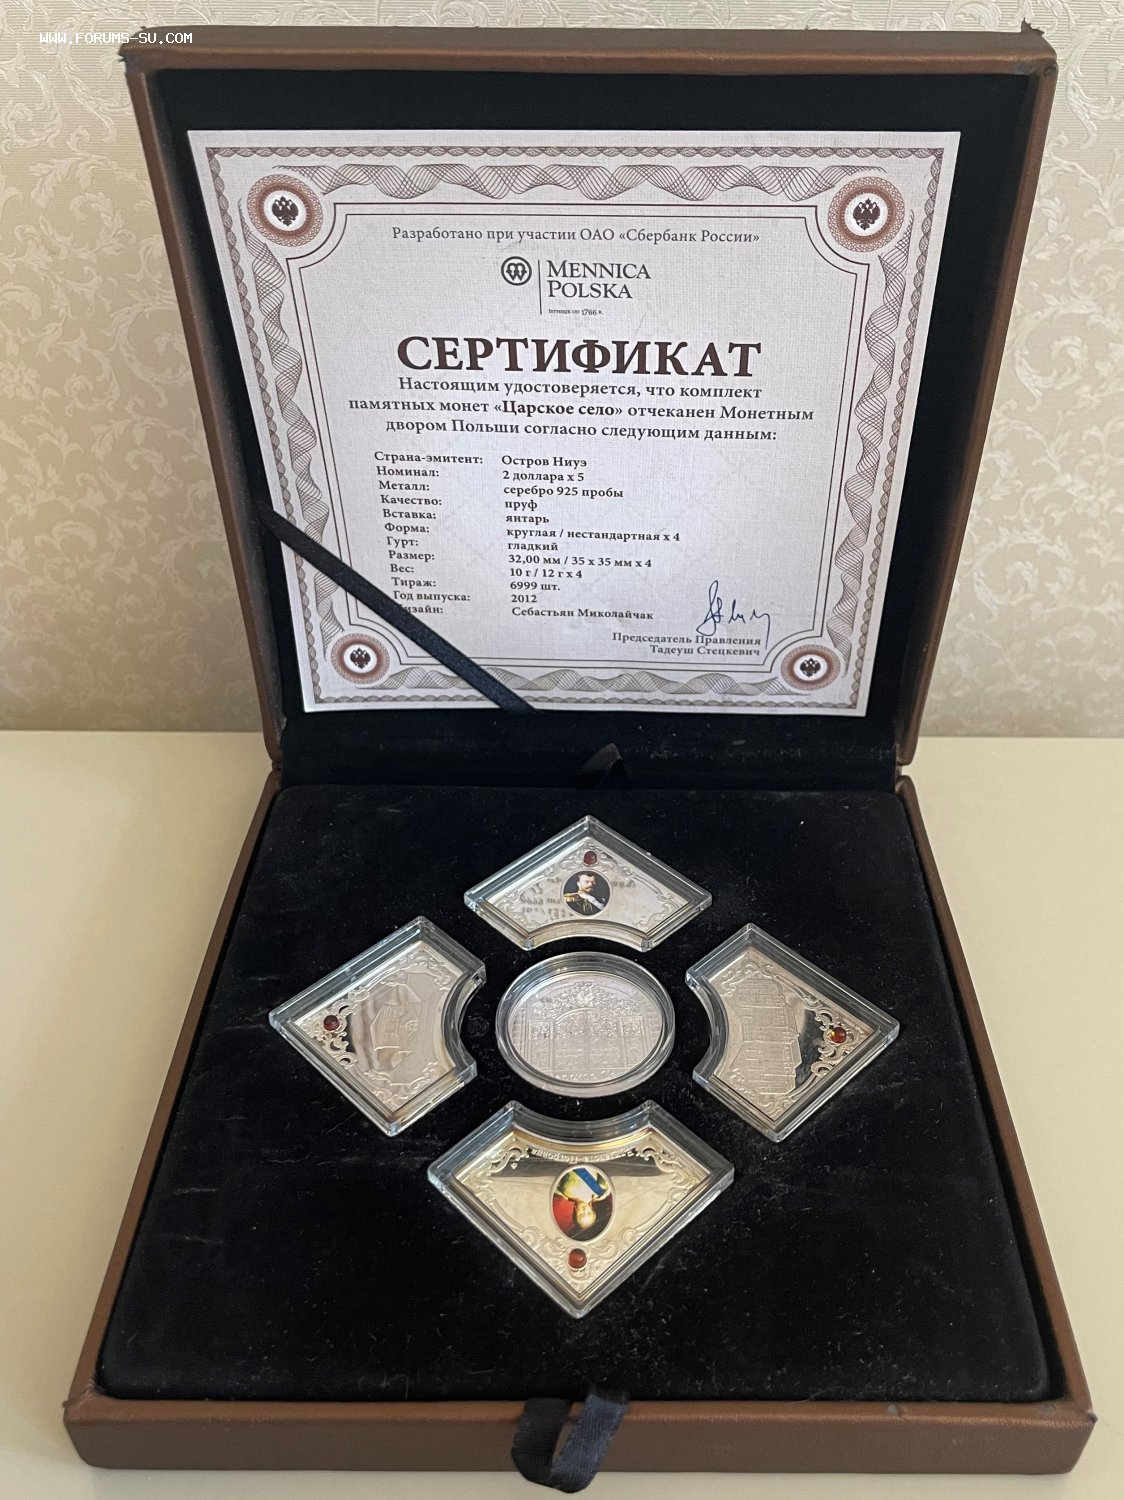 WWW.FORUMS-SU.COM
Разработано при участии ОАО «Сбербанк России»
MENNICA
POLSKA
1766
СЕРТИФИКАТ
Настоящим удостоверяется, что комплект
памятных монет «Царское село» отчеканен Монетным
двором Польши согласно следующим данным:
Страна-эмитент: Остров Ниуэ
Номинал: 2 доллара х 5
Металл: серебро 925 пробы
Качество: пруф
Вставка: янтарь
Форма: круглая / нестандартная х 4
Гурт: гладкий
Размер: 32,00 мм / 35 х 35 мм х 4
Вес: 10 г / 12 г х 4
Тираж: 6999 шт.
Год выпуска: 2012
изайн: Себастьян Миколайчак
Председатель Правления
Тадеуш Стецкевич